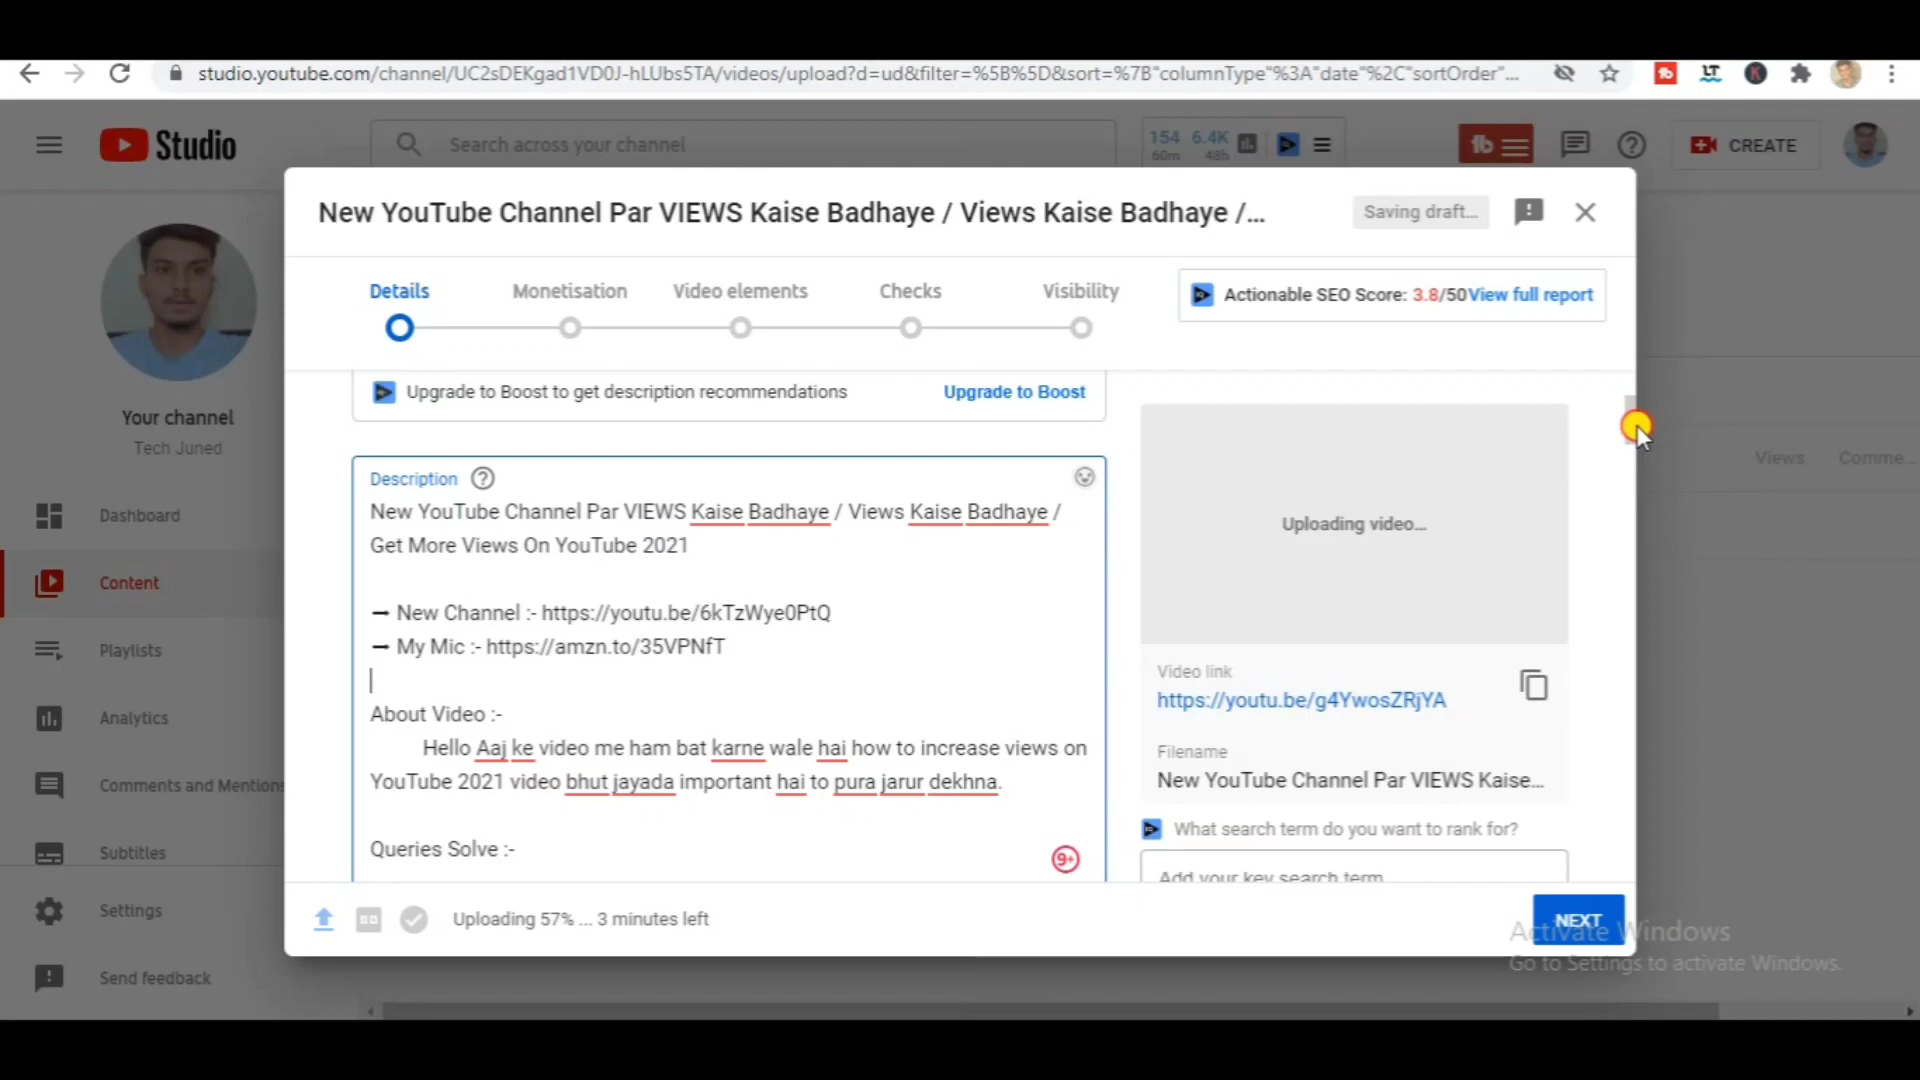 studio.youtube.com/channel/UC2sDEKgad1VD0J-hLUbs5TA/videos/upload?d=ud&filter=%5B%5D&sort=%7B"columnType"%3A"date"%2C"sortOrder"...
LT
K
Studio
Search across your channel
154 6.4K
60m 48h
CREATE
New YouTube Channel Par VIEWS Kaise Badhaye / Views Kaise Badhaye /...
Saving draft...
Details
Monetisation
Video elements
Checks
Visibility
Actionable SEO Score: 3.8/50 View full report
Upgrade to Boost to get description recommendations
Upgrade to Boost
Your channel
Tech Juned
Dashboard
Content
Playlists
Analytics
Comments and Mentions
Subtitles
Settings
Send feedback
Description
New YouTube Channel Par VIEWS Kaise Badhaye / Views Kaise Badhaye /
Get More Views On YouTube 2021
➞ New Channel :- https://youtu.be/6kTzWye0PtQ
➞ My Mic :- https://amzn.to/35VPNfT
About Video :-
Hello Aaj ke video me ham bat karne wale hai how to increase views on
YouTube 2021 video bhut jayada important hai to pura jarur dekhna.
Queries Solve :-
9+
Uploading video...
Video link
https://youtu.be/g4YwosZRjYA
Filename
New YouTube Channel Par VIEWS Kaise...
What search term do you want to rank for?
Add your key search term
Views
Comme...
Uploading 57% ... 3 minutes left
NEXT
Activate Windows
Go to Settings to activate Windows.